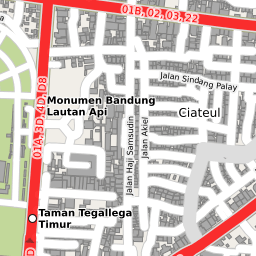 01B, 02, 03, 22
Jalan Sindang Palay
Monumen Bandung
Lautan Api
Ciateul
01A, 3D, 4D, D8
Jalan Haji Samsudin
Jalan Akiel
Taman Tegallega
Timur